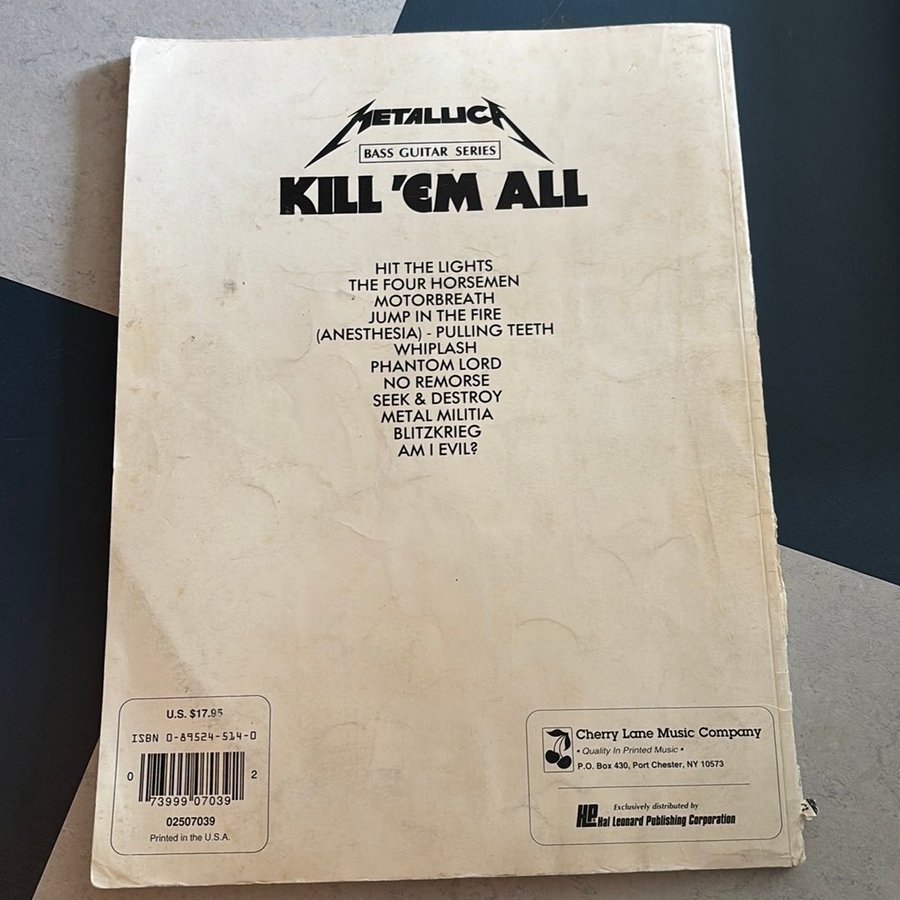 METALLICA
BASS GUITAR SERIES
KILL 'EM ALL
HIT THE LIGHTS
THE FOUR HORSEMEN
MOTORBREATH
JUMP IN THE FIRE
(ANESTHESIA) - PULLING TEETH
WHIPLASH
PHANTOM LORD
NO REMORSE
SEEK & DESTROY
METAL MILITIA
BLITZKRIEG
AM I EVIL?
U.S. $17.95
ISBN 0-89524-514-0
0 73999 07039 2
02507039
Printed in the U.S.A.
Cherry Lane Music Company
• Quality In Printed Music •
P.O. Box 430, Port Chester, NY 10573
Exclusively distributed by
HL Hal Leonard Publishing Corporation